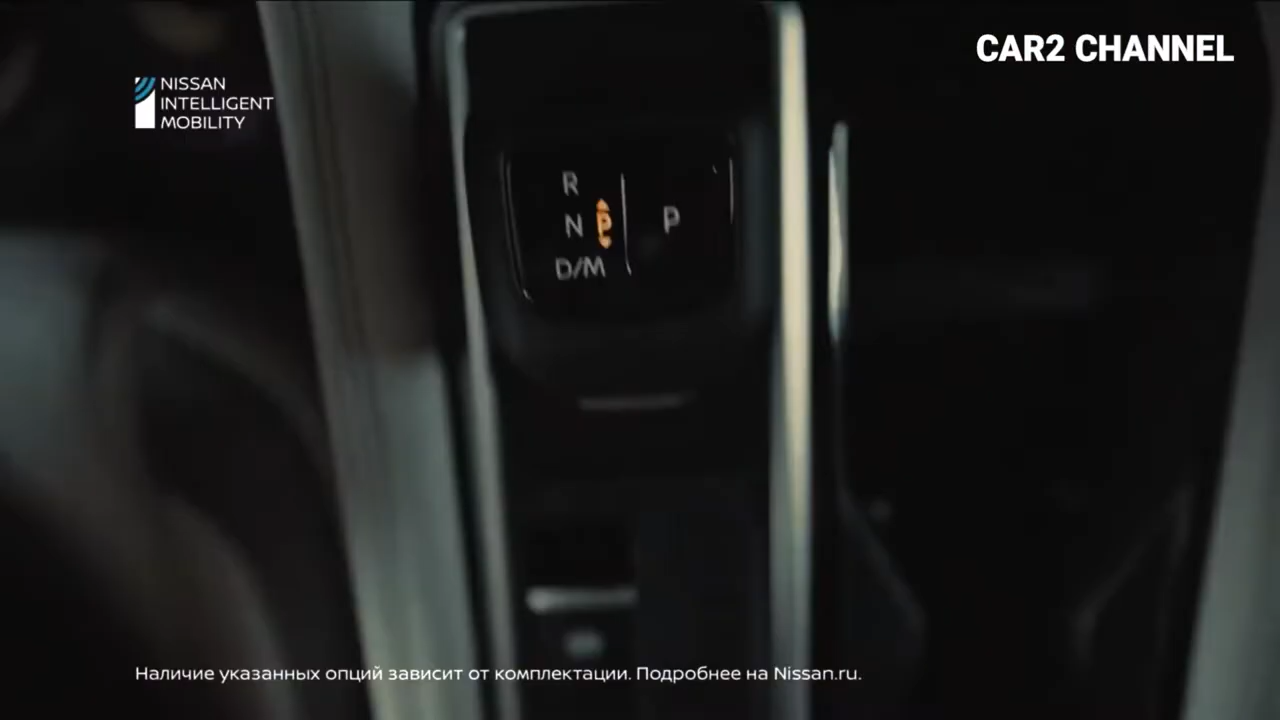 CAR2 CHANNEL
NISSAN
INTELLIGENT
MOBILITY
R
N P P
D/M
Наличие указанных опций зависит от комплектации. Подробнее на Nissan.ru.